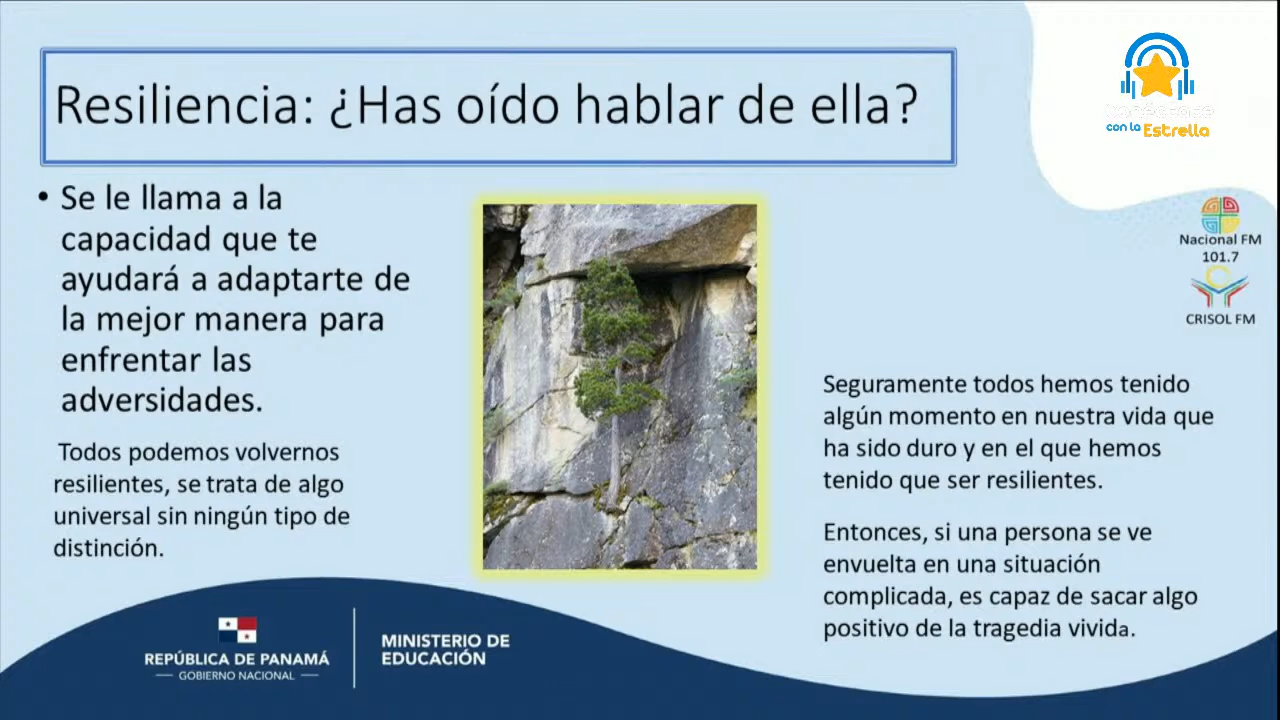 Resiliencia: ¿Has oído hablar de ella?
• Se le llama a la
capacidad que te
ayudará a adaptarte de
la mejor manera para
enfrentar las
adversidades.
Todos podemos volvernos
resilientes, se trata de algo
universal sin ningún tipo de
distinción.
Seguramente todos hemos tenido
algún momento en nuestra vida que
ha sido duro y en el que hemos
tenido que ser resilientes.
Entonces, si una persona se ve
envuelta en una situación
complicada, es capaz de sacar algo
positivo de la tragedia vivida.
con la Estrella
Nacional FM
101.7
CRISOL FM
REPÚBLICA DE PANAMÁ
GOBIERNO NACIONAL
MINISTERIO DE
EDUCACIÓN